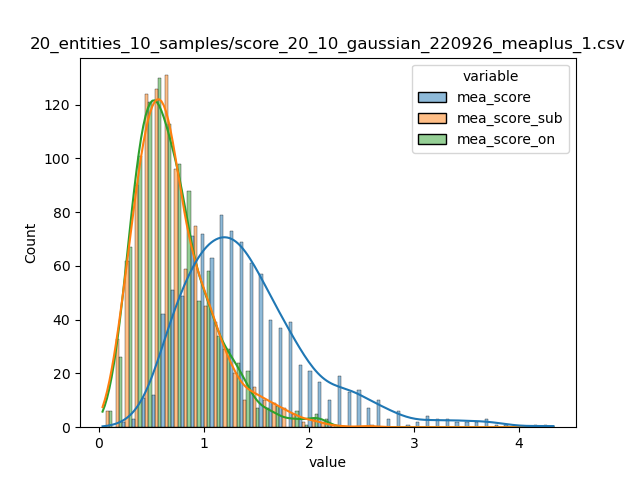 20_entities_10_samples/score_20_10_gaussian_220926_meaplus_1.csv
variable
mea_score
mea_score_sub
mea_score_on
120
100
80
60
40
20
0
Count
0 1 2 3 4
value